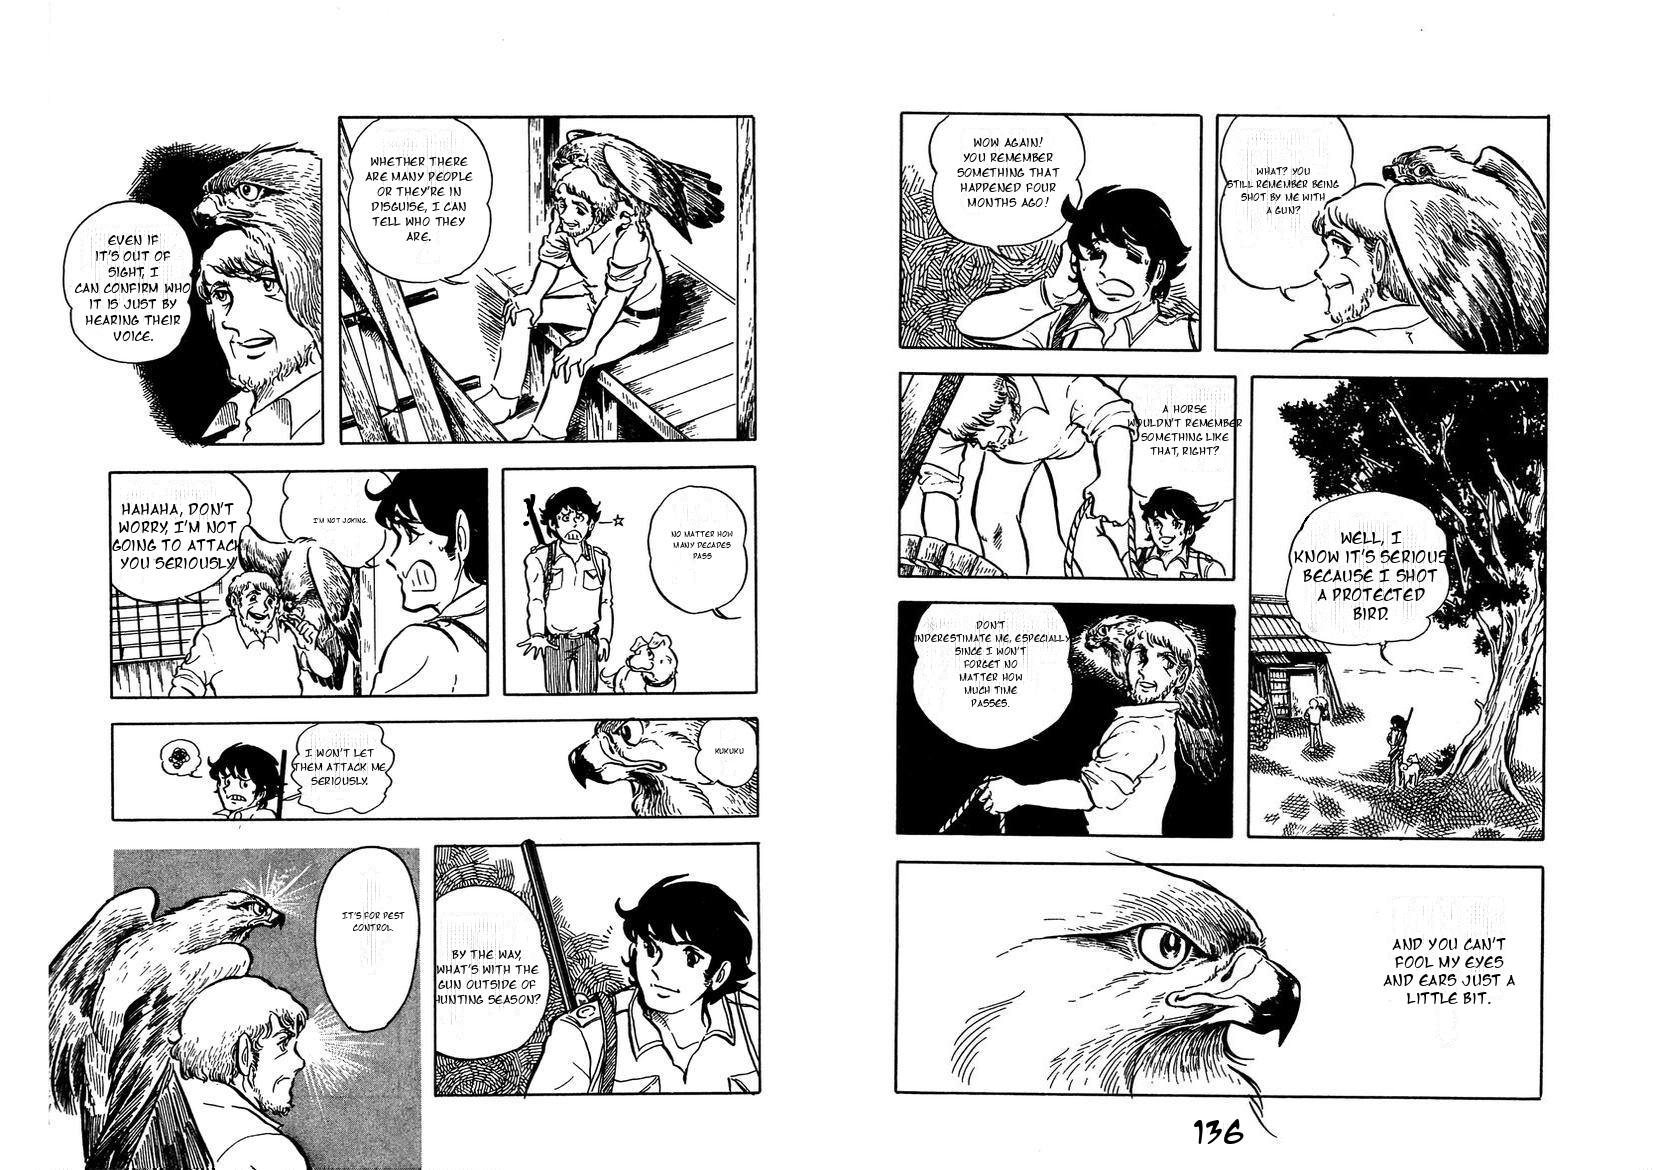 WHAT? YOU
STILL REMEMBER BEING
SHOT BY ME WITH
A GUN?
WOW AGAIN!
YOU REMEMBER
SOMETHING THAT
HAPPENED FOUR
MONTHS AGO!
WELL, I
KNOW IT'S SERIOUS
BECAUSE I SHOT
A PROTECTED
BIRD.
A HORSE
WOULDN'T REMEMBER
SOMETHING LIKE
THAT, RIGHT?
DON'T
UNDERESTIMATE ME, ESPECIALLY
SINCE I WON'T
FORGET NO
MATTER HOW
MUCH TIME
PASSES.
AND YOU CAN'T
FOOL MY EYES
AND EARS JUST A
LITTLE BIT.
136
WHETHER THERE
ARE MANY PEOPLE
OR THEY'RE IN
DISGUISE, I CAN
TELL WHO THEY
ARE.
EVEN IF
IT'S OUT OF
SIGHT, I
CAN CONFIRM WHO
IT IS JUST BY
HEARING THEIR
VOICE.
NO MATTER HOW
MANY DECADES
PASS
I'M NOT JOKING.
HAHAHA, DON'T
WORRY, I'M NOT
GOING TO ATTACK
YOU SERIOUSLY.
KUKUKU
I WON'T LET
THEM ATTACK ME
SERIOUSLY.
BY THE WAY,
WHAT'S WITH THE
GUN OUTSIDE OF
HUNTING SEASON?
IT'S FOR PEST
CONTROL.